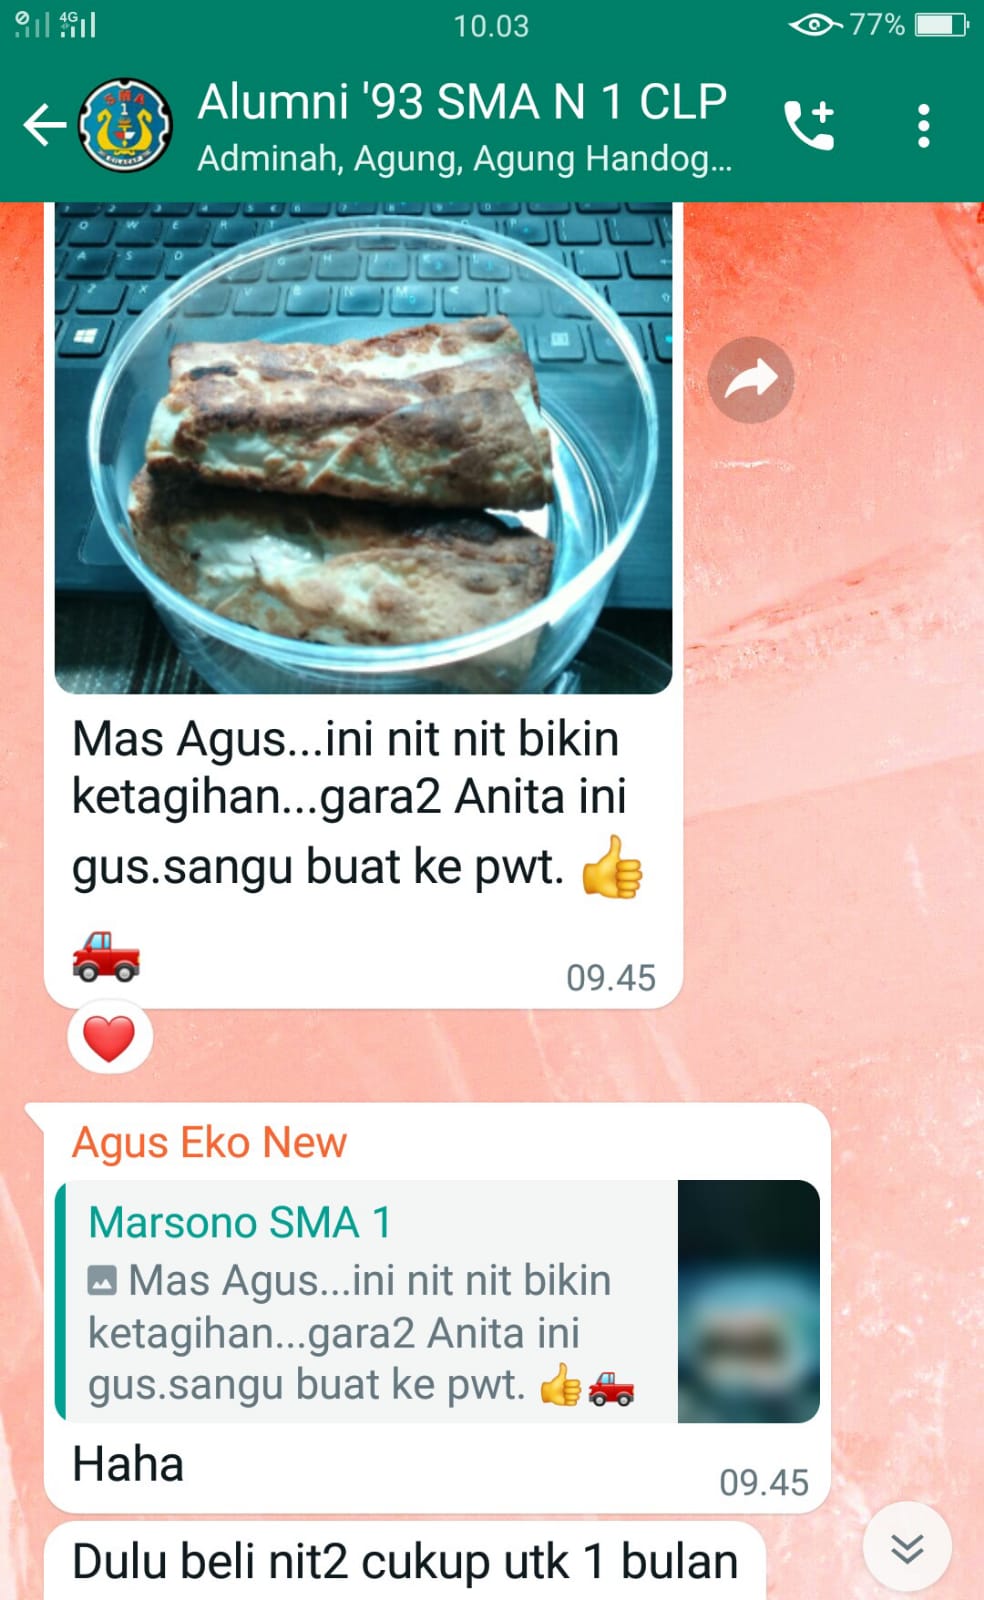 4G
10.03
77%
Alumni '93 SMA N 1 CLP
Adminah, Agung, Agung Handog...
Mas Agus...ini nit nit bikin
ketagihan...gara2 Anita ini
gus.sangu buat ke pwt. 👍
🛻
09.45
❤️
Agus Eko New
Marsono SMA 1
Mas Agus...ini nit nit bikin
ketagihan...gara2 Anita ini
gus.sangu buat ke pwt. 👍🛻
Haha
09.45
Dulu beli nit2 cukup utk 1 bulan